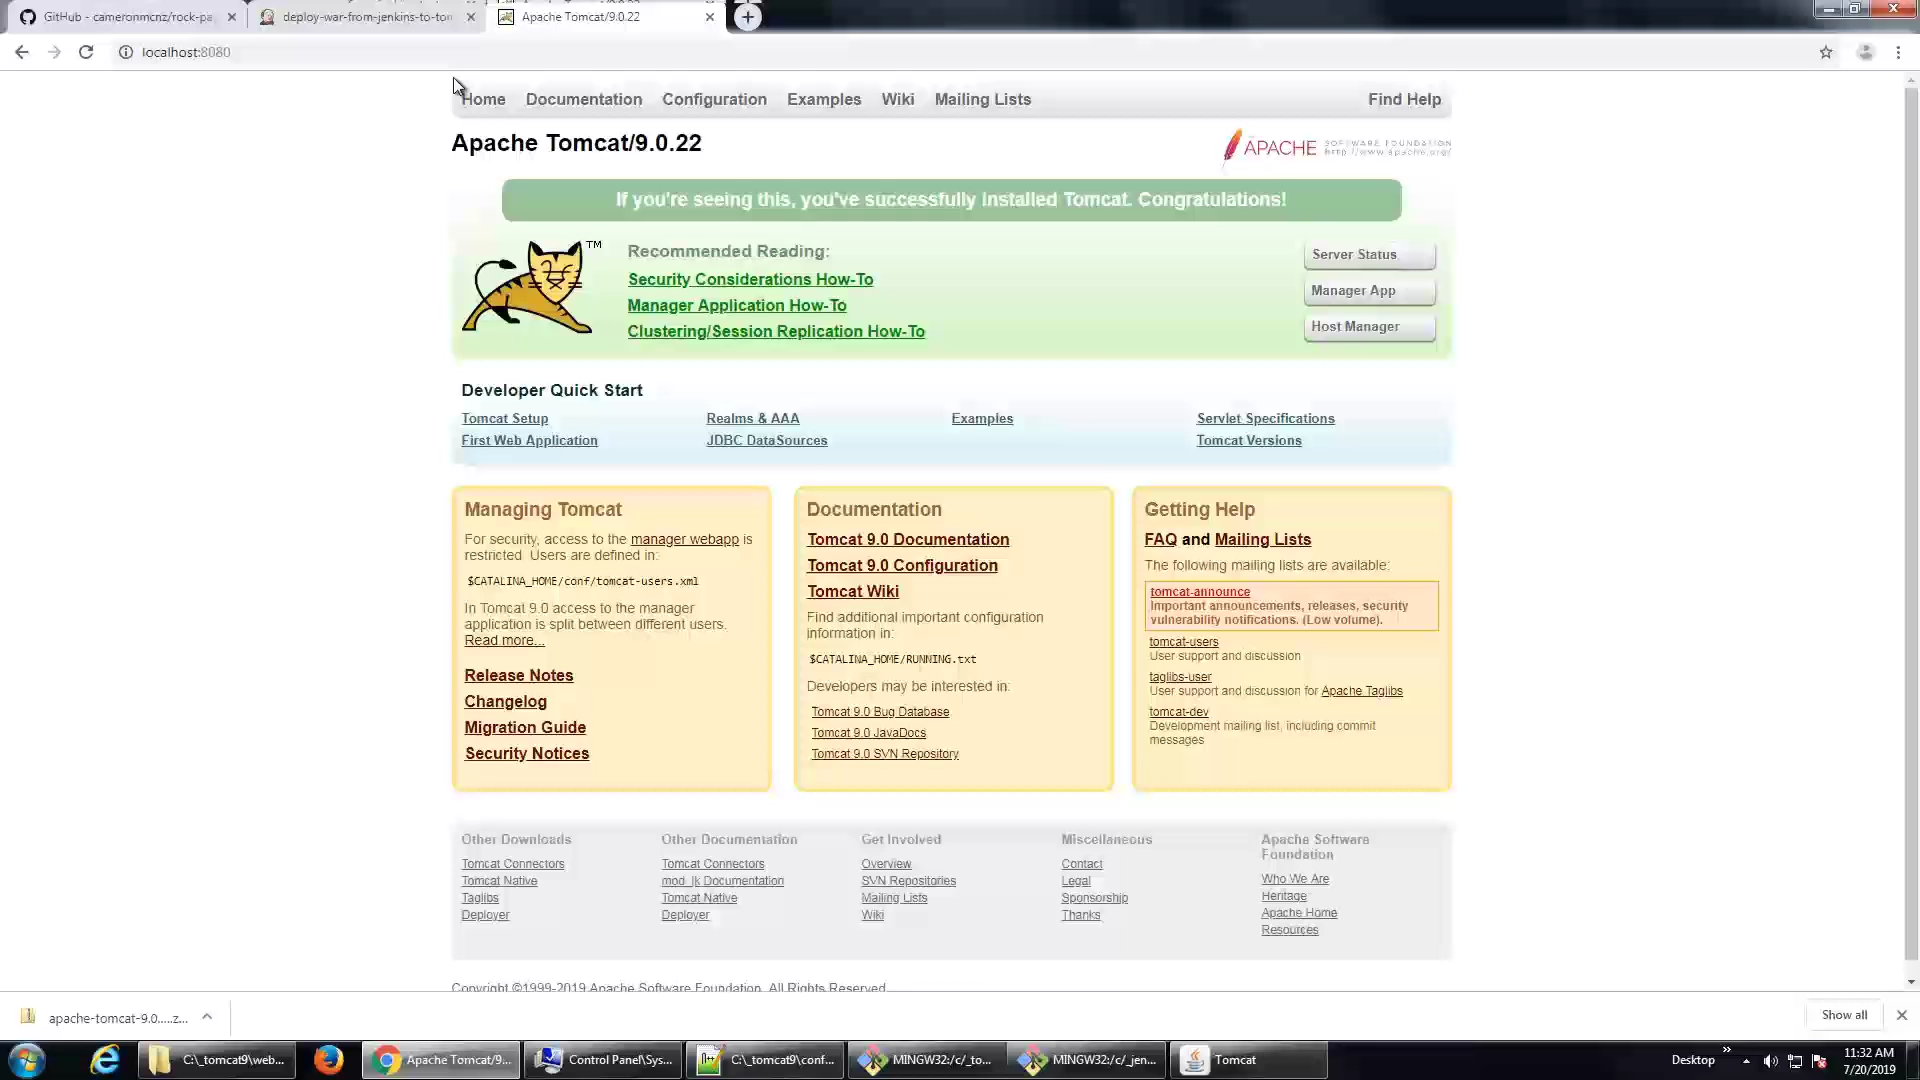 GitHub - cameronmcnz/rock-pa
deploy-war-from-jenkins-to-tom
Apache Tomcat/9.0.22
localhost:8080
Home Documentation Configuration Examples Wiki Mailing Lists Find Help
Apache Tomcat/9.0.22
APACHE SOFTWARE FOUNDATION
http://www.apache.org/
If you're seeing this, you've successfully installed Tomcat. Congratulations!
TM
Recommended Reading:
Security Considerations How-To
Manager Application How-To
Clustering/Session Replication How-To
Server Status
Manager App
Host Manager
Developer Quick Start
Tomcat Setup
First Web Application
Realms & AAA
JDBC DataSources
Examples
Servlet Specifications
Tomcat Versions
Managing Tomcat
For security, access to the manager webapp is
restricted. Users are defined in:
$CATALINA_HOME/conf/tomcat-users.xml
In Tomcat 9.0 access to the manager
application is split between different users.
Read more...
Release Notes
Changelog
Migration Guide
Security Notices
Documentation
Tomcat 9.0 Documentation
Tomcat 9.0 Configuration
Tomcat Wiki
Find additional important configuration
information in:
$CATALINA_HOME/RUNNING.txt
Developers may be interested in:
Tomcat 9.0 Bug Database
Tomcat 9.0 JavaDocs
Tomcat 9.0 SVN Repository
Getting Help
FAQ and Mailing Lists
The following mailing lists are available:
tomcat-announce
Important announcements, releases, security
vulnerability notifications. (Low volume).
tomcat-users
User support and discussion
taglibs-user
User support and discussion for Apache Taglibs
tomcat-dev
Development mailing list, including commit
messages
Other Downloads
Tomcat Connectors
Tomcat Native
Taglibs
Deployer
Other Documentation
Tomcat Connectors
mod_jk Documentation
Tomcat Native
Deployer
Get Involved
Overview
SVN Repositories
Mailing Lists
Wiki
Miscellaneous
Contact
Legal
Sponsorship
Thanks
Apache Software
Foundation
Who We Are
Heritage
Apache Home
Resources
Copyright ©1999-2019 Apache Software Foundation. All Rights Reserved
apache-tomcat-9.0.....z...
Show all
C:\_tomcat9\web...
Apache Tomcat/9...
Control Panel\Sys...
C:\_tomcat9\conf...
MINGW32:/c/_to...
MINGW32:/c/_jen...
Tomcat
Desktop
11:32 AM
7/20/2019